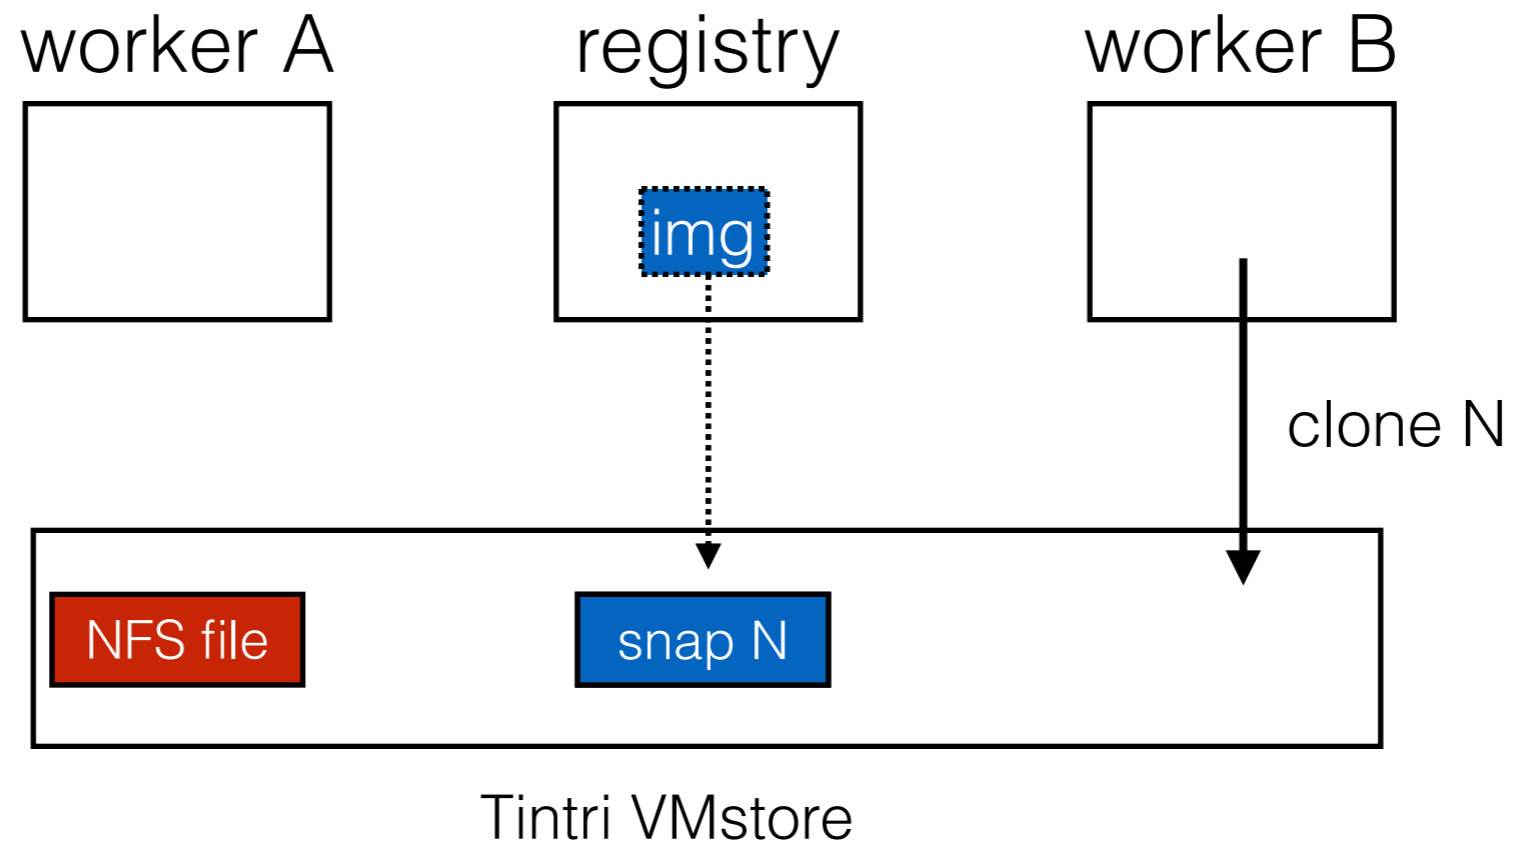 worker A
registry
worker B
img
clone N
NFS file
snap N
Tintri VMstore